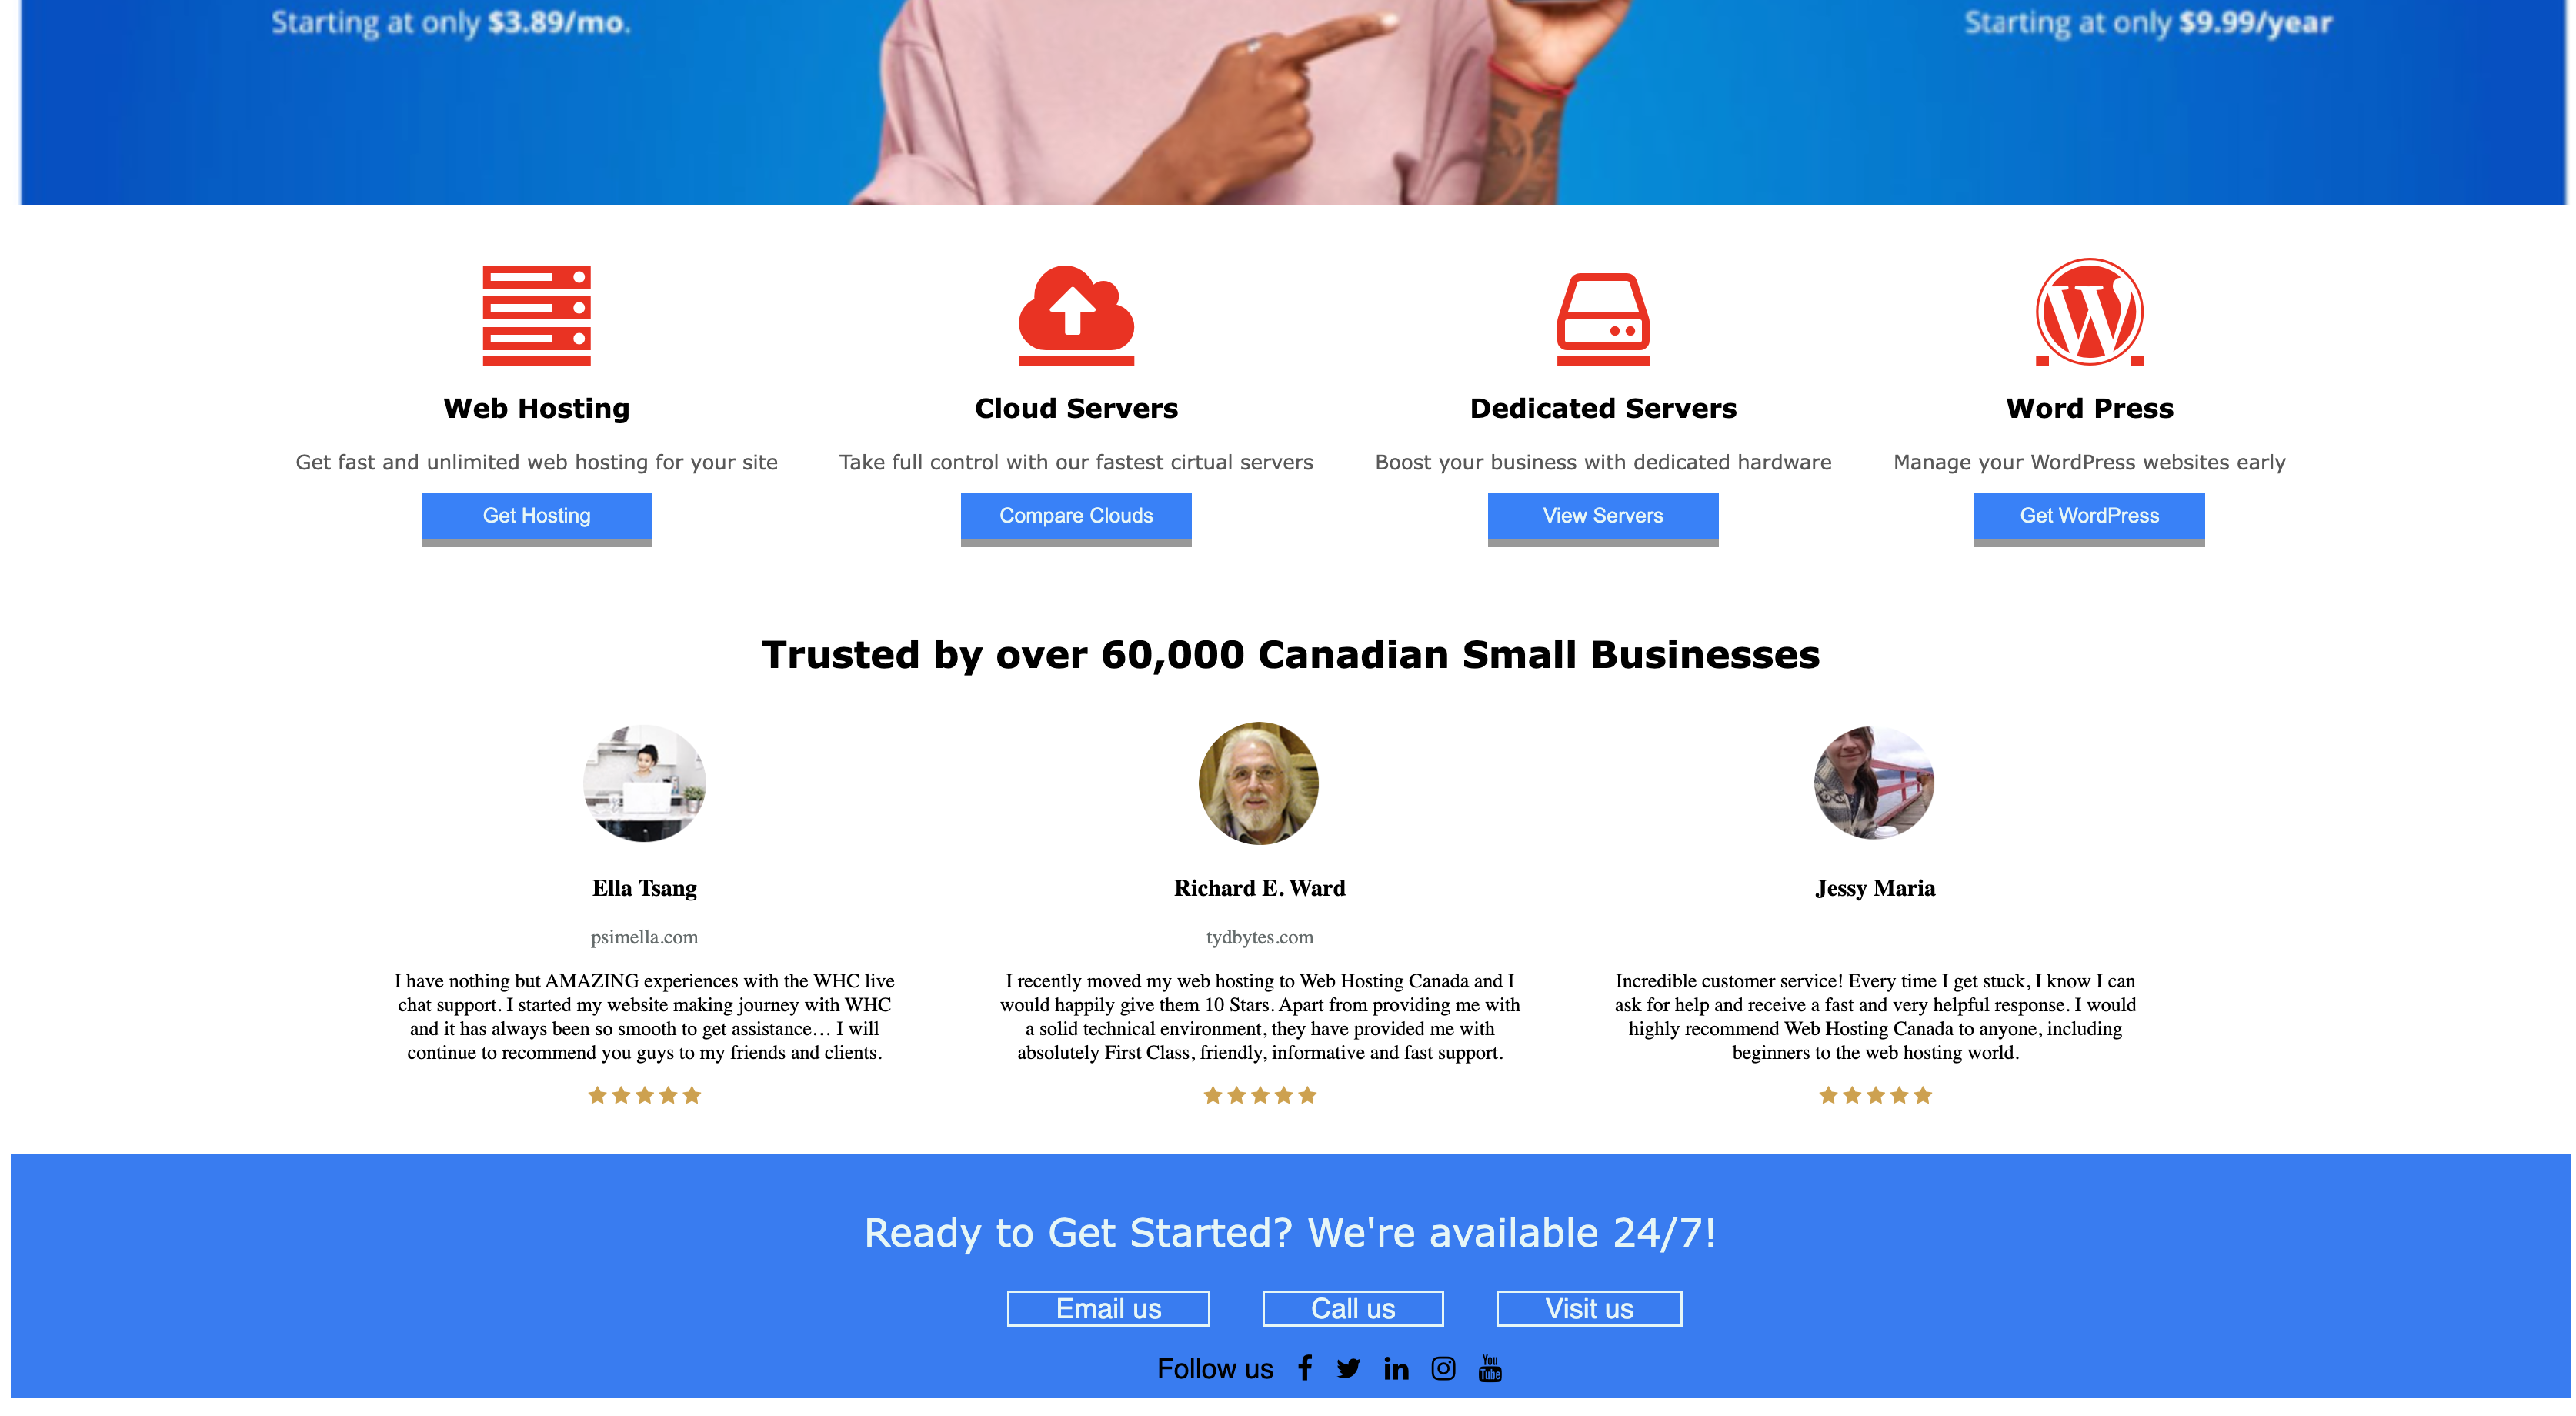 Starting at only $3.89/mo.
Starting at only $9.99/year
Web Hosting
Get fast and unlimited web hosting for your site
Get Hosting
Cloud Servers
Take full control with our fastest cirtual servers
Compare Clouds
Dedicated Servers
Boost your business with dedicated hardware
View Servers
Word Press
Manage your WordPress websites early
Get WordPress
Trusted by over 60,000 Canadian Small Businesses
Ella Tsang
psimella.com
I have nothing but AMAZING experiences with the WHC live
chat support. I started my website making journey with WHC
and it has always been so smooth to get assistance… I will
continue to recommend you guys to my friends and clients.
Richard E. Ward
tydbytes.com
I recently moved my web hosting to Web Hosting Canada and I
would happily give them 10 Stars. Apart from providing me with
a solid technical environment, they have provided me with
absolutely First Class, friendly, informative and fast support.
Jessy Maria
Incredible customer service! Every time I get stuck, I know I can
ask for help and receive a fast and very helpful response. I would
highly recommend Web Hosting Canada to anyone, including
beginners to the web hosting world.
Ready to Get Started? We're available 24/7!
Email us
Call us
Visit us
Follow us
You
Tube